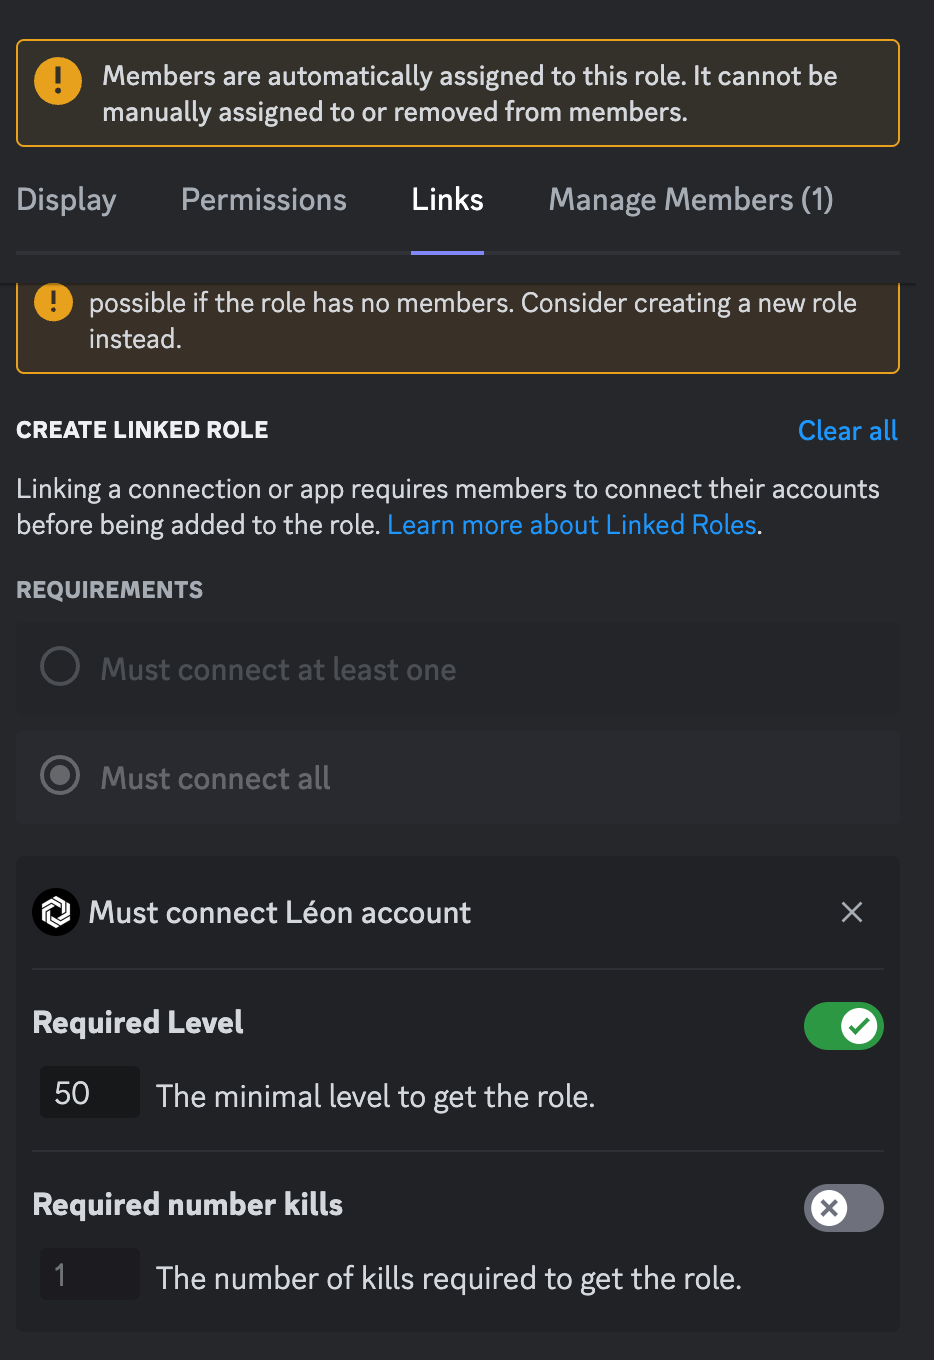 Members are automatically assigned to this role. It cannot be
manually assigned to or removed from members.
Display Permissions Links Manage Members (1)
possible if the role has no members. Consider creating a new role
instead.
CREATE LINKED ROLE Clear all
Linking a connection or app requires members to connect their accounts
before being added to the role. Learn more about Linked Roles.
REQUIREMENTS
Must connect at least one
Must connect all
Must connect Léon account
Required Level
50 The minimal level to get the role.
Required number kills
1 The number of kills required to get the role.